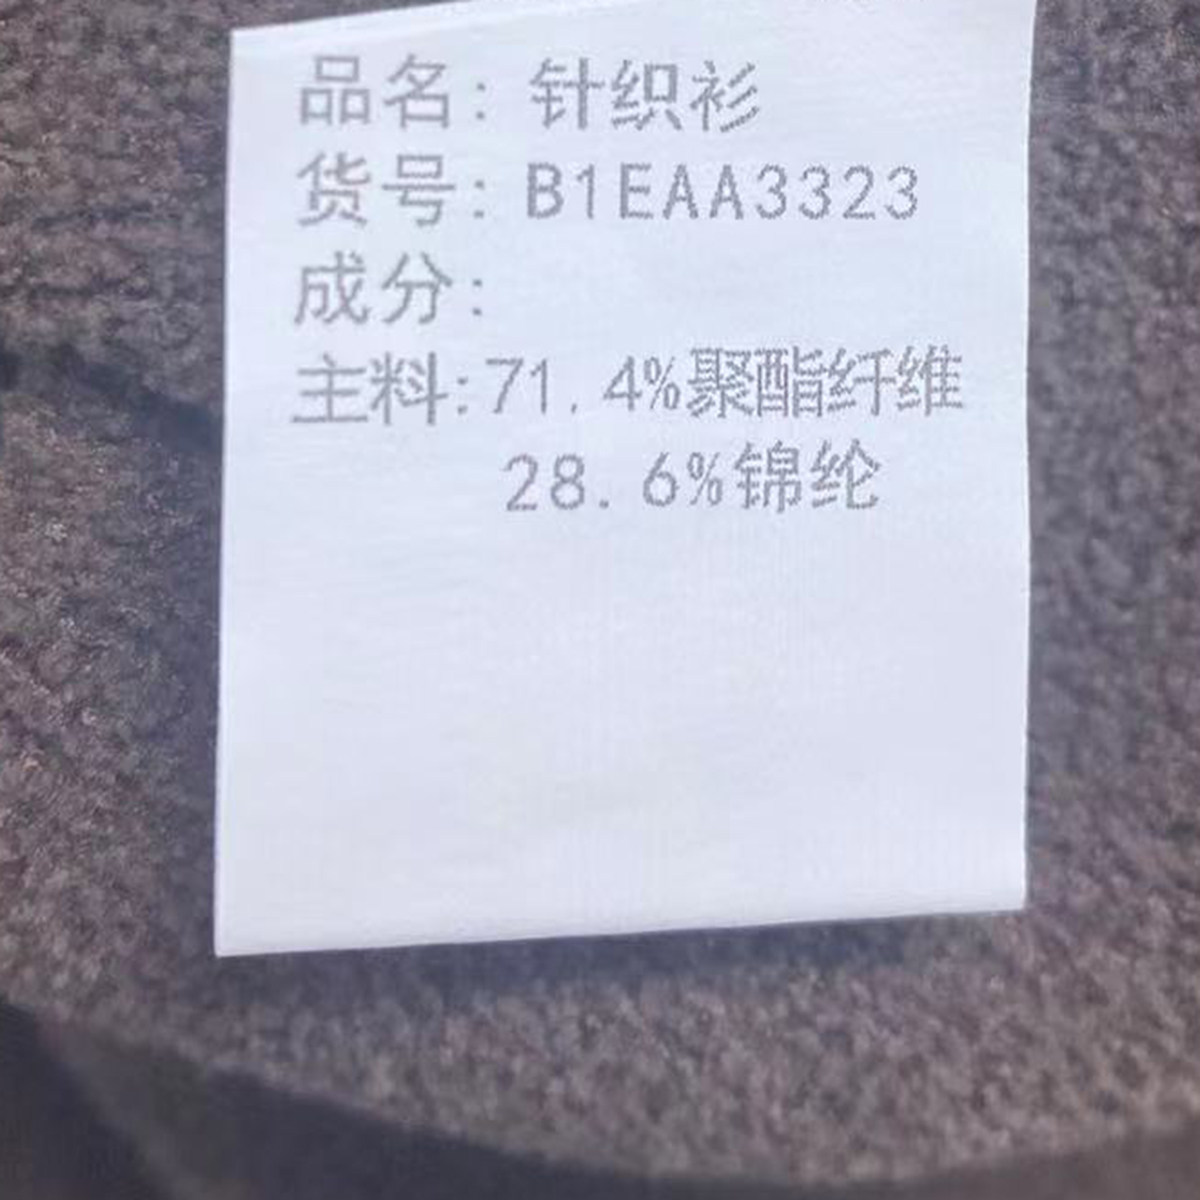 品名: 针织衫
货号: B1EAA3323
成分:
主料:71.4%聚酯纤维
28.6%锦纶